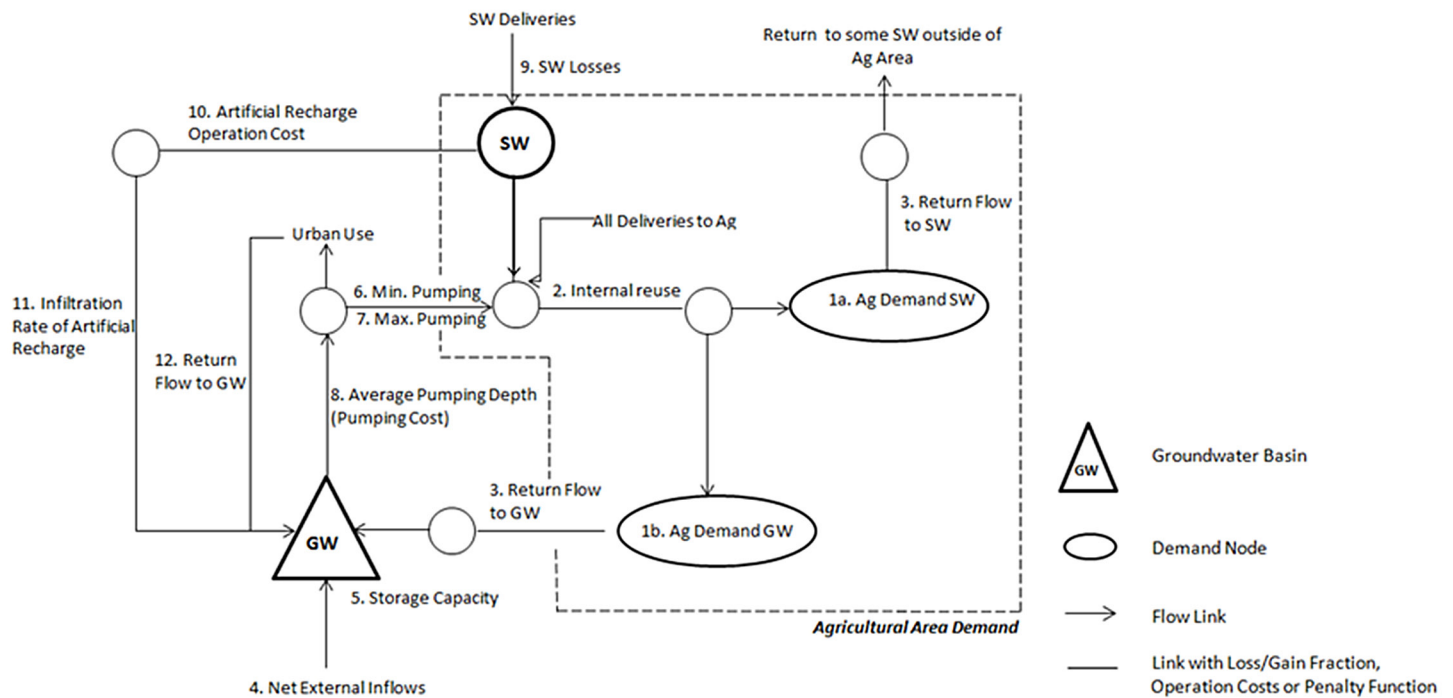 SW Deliveries
Return to some SW outside of
Ag Area
9. SW Losses
10. Artificial Recharge
Operation Cost
SW
3. Return Flow
to SW
Urban Use
All Deliveries to Ag
6. Min. Pumping
7. Max. Pumping
2. Internal reuse
1a. Ag Demand SW
11. Infiltration
Rate of Artificial
Recharge
12. Return
Flow to GW
8. Average Pumping Depth
(Pumping Cost)
3. Return Flow
to GW
1b. Ag Demand GW
GW
5. Storage Capacity
4. Net External Inflows
Agricultural Area Demand
GW
Groundwater Basin
Demand Node
Flow Link
Link with Loss/Gain Fraction,
Operation Costs or Penalty Function